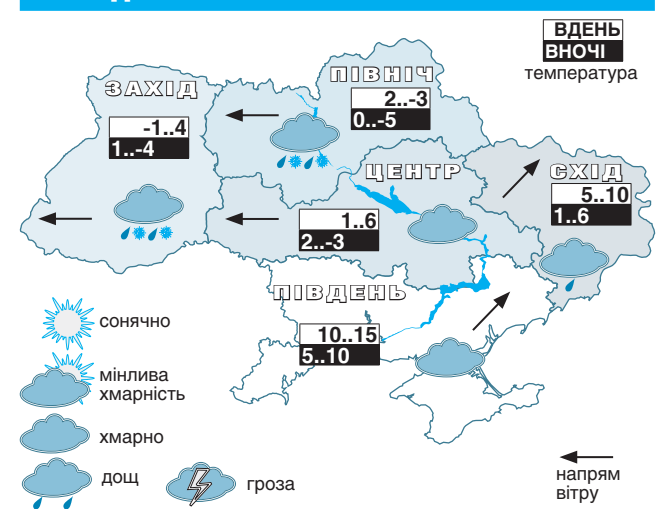 ВДЕНЬ
ВНОЧІ
температура
ПІВНІЧ
2..-3
0..-5
ЗАХІД
-1..4
1..-4
ЦЕНТР
1..6
2..-3
СХІД
5..10
1..6
ПІВДЕНЬ
10..15
5..10
сонячно
мінлива
хмарність
хмарно
дощ
гроза
напрям
вітру